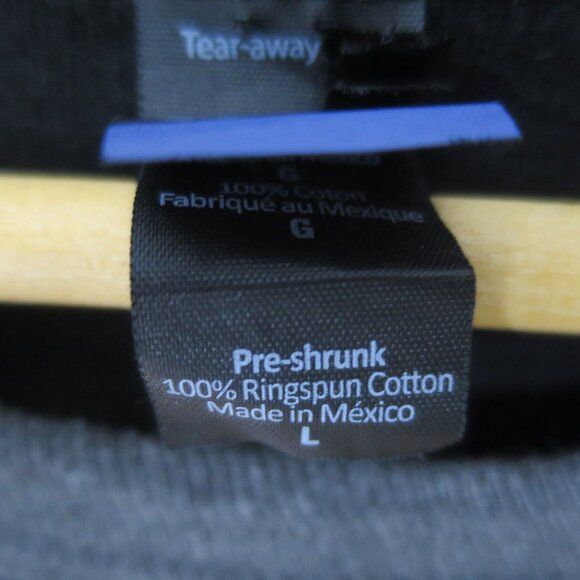 Tear-away
G
100% Coton
Fabriqué au Mexique
G
Pre-shrunk
100% Ringspun Cotton
Made in México
L